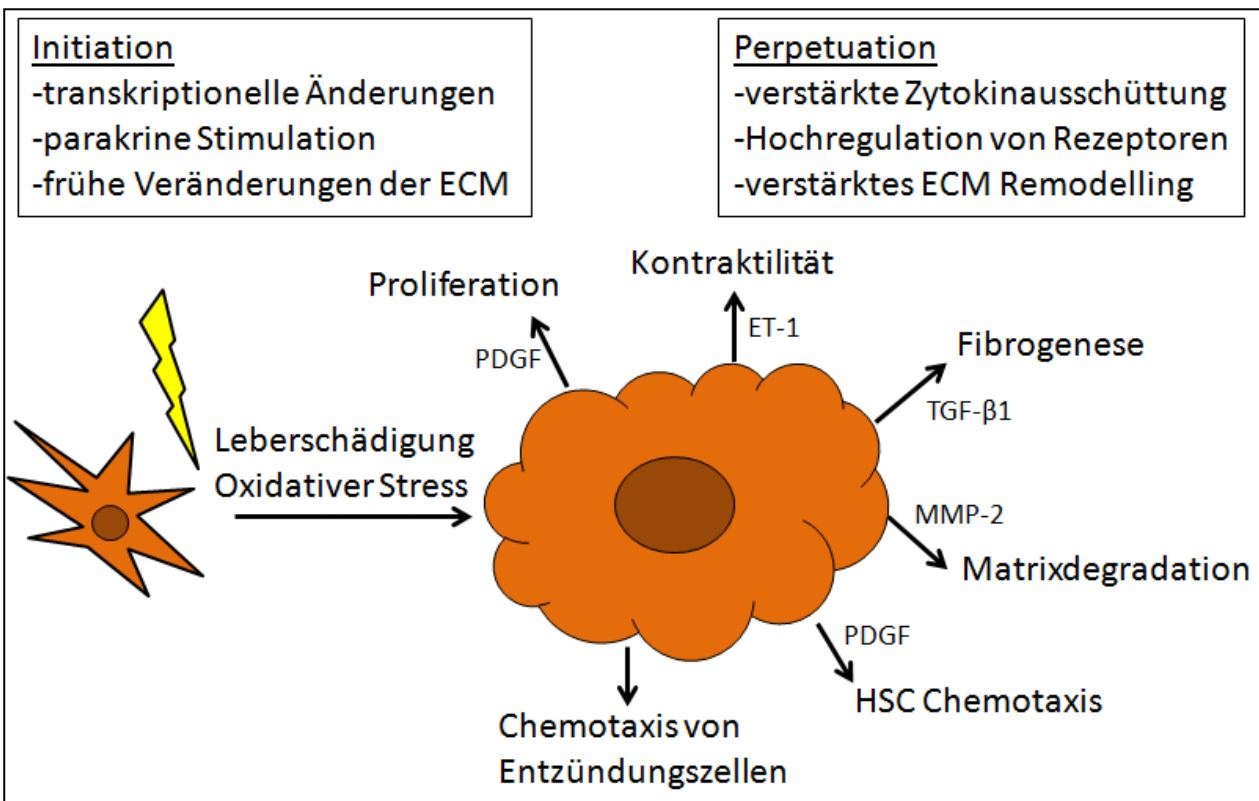 Initiation
-transkriptionelle Änderungen
-parakrine Stimulation
-frühe Veränderungen der ECM
Perpetuation
-verstärkte Zytokinausschüttung
-Hochregulation von Rezeptoren
-verstärktes ECM Remodelling
Kontraktilität
Proliferation
ET-1
PDGF
Fibrogenese
TGF-β1
Leberschädigung
Oxidativer Stress
MMP-2
Matrixdegradation
PDGF
HSC Chemotaxis
Chemotaxis von
Entzündungszellen